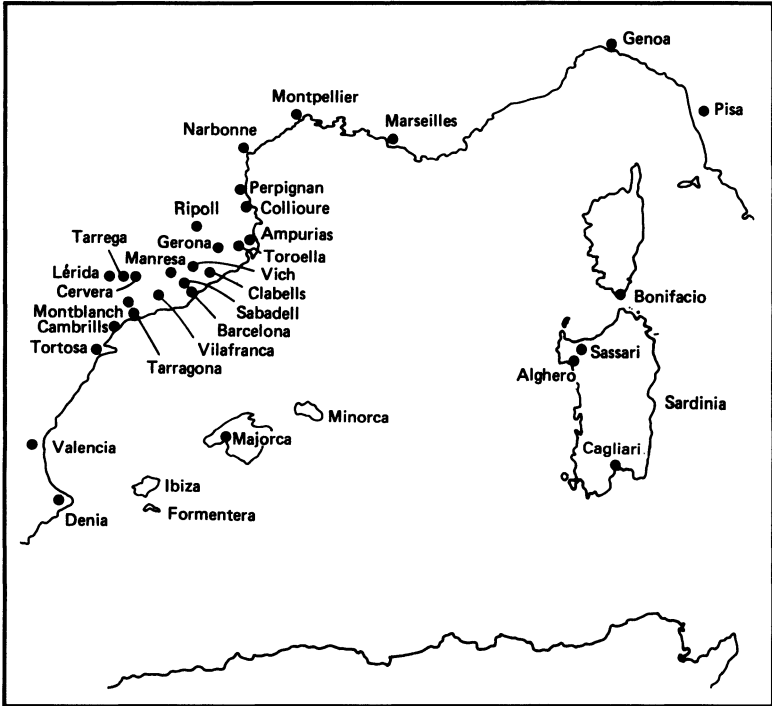 Genoa
Montpellier
Pisa
Marseilles
Narbonne
Perpignan
Ripoll
Collioure
Ampurias
Tarrega
Gerona
Toroella
Manresa
Vich
Lérida
Clabells
Cervera
Bonifacio
Montblanch
Sabadell
Cambrills
Barcelona
Tortosa
Vilafranca
Sassari
Tarragona
Alghero
Sardinia
Minorca
Majorca
Valencia
Cagliari
Ibiza
Formentera
Denia